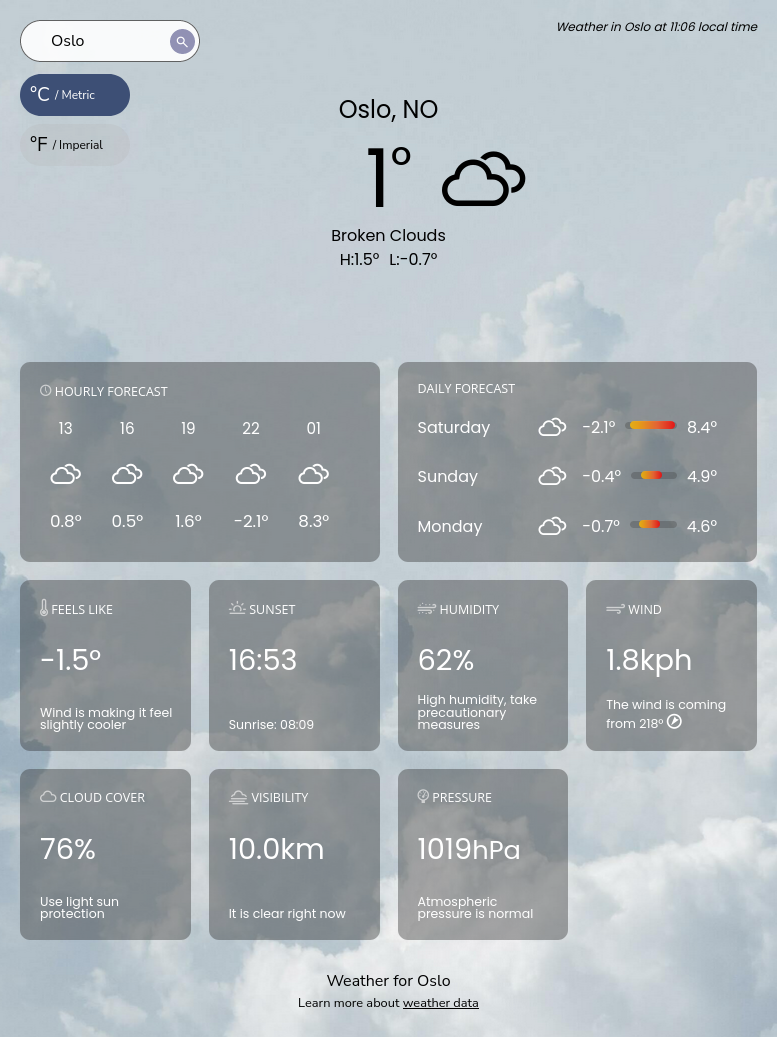 Oslo
Weather in Oslo at 11:06 local time
°C / Metric
°F / Imperial
Oslo, NO
1°
Broken Clouds
H:1.5° L:-0.7°
HOURLY FORECAST
13 16 19 22 01
0.8° 0.5° 1.6° -2.1° 8.3°
DAILY FORECAST
Saturday -2.1° 8.4°
Sunday -0.4° 4.9°
Monday -0.7° 4.6°
FEELS LIKE
-1.5°
Wind is making it feel
slightly cooler
SUNSET
16:53
Sunrise: 08:09
HUMIDITY
62%
High humidity, take
precautionary
measures
WIND
1.8kph
The wind is coming
from 218°
CLOUD COVER
76%
Use light sun
protection
VISIBILITY
10.0km
It is clear right now
PRESSURE
1019hPa
Atmospheric
pressure is normal
Weather for Oslo
Learn more about weather data